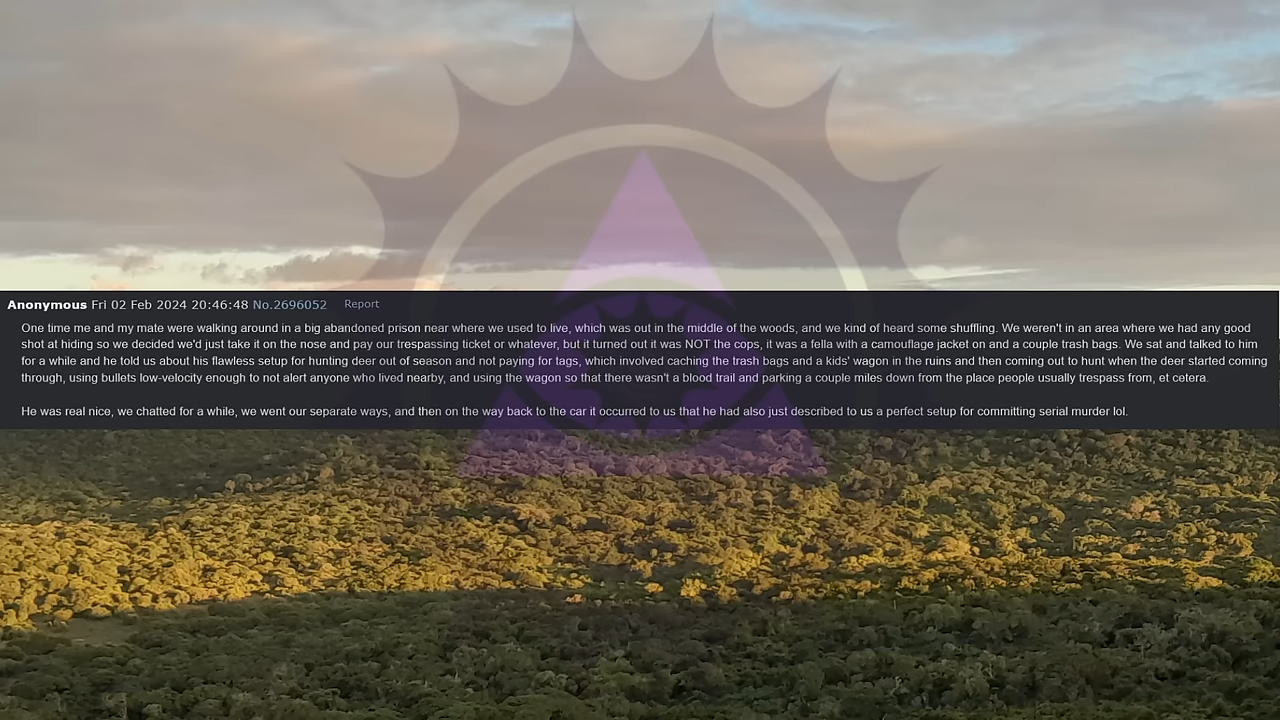 Anonymous Fri 02 Feb 2024 20:46:48 No.2696052 Report
One time me and my mate were walking around in a big abandoned prison near where we used to live, which was out in the middle of the woods, and we kind of heard some shuffling. We weren't in an area where we had any good
shot at hiding so we decided we'd just take it on the nose and pay our trespassing ticket or whatever, but it turned out it was NOT the cops, it was a fella with a camouflage jacket on and a couple trash bags. We sat and talked to him
for a while and he told us about his flawless setup for hunting deer out of season and not paying for tags, which involved caching the trash bags and a kids' wagon in the ruins and then coming out to hunt when the deer started coming
through, using bullets low-velocity enough to not alert anyone who lived nearby, and using the wagon so that there wasn't a blood trail and parking a couple miles down from the place people usually trespass from, et cetera.
He was real nice, we chatted for a while, we went our separate ways, and then on the way back to the car it occurred to us that he had also just described to us a perfect setup for committing serial murder lol.